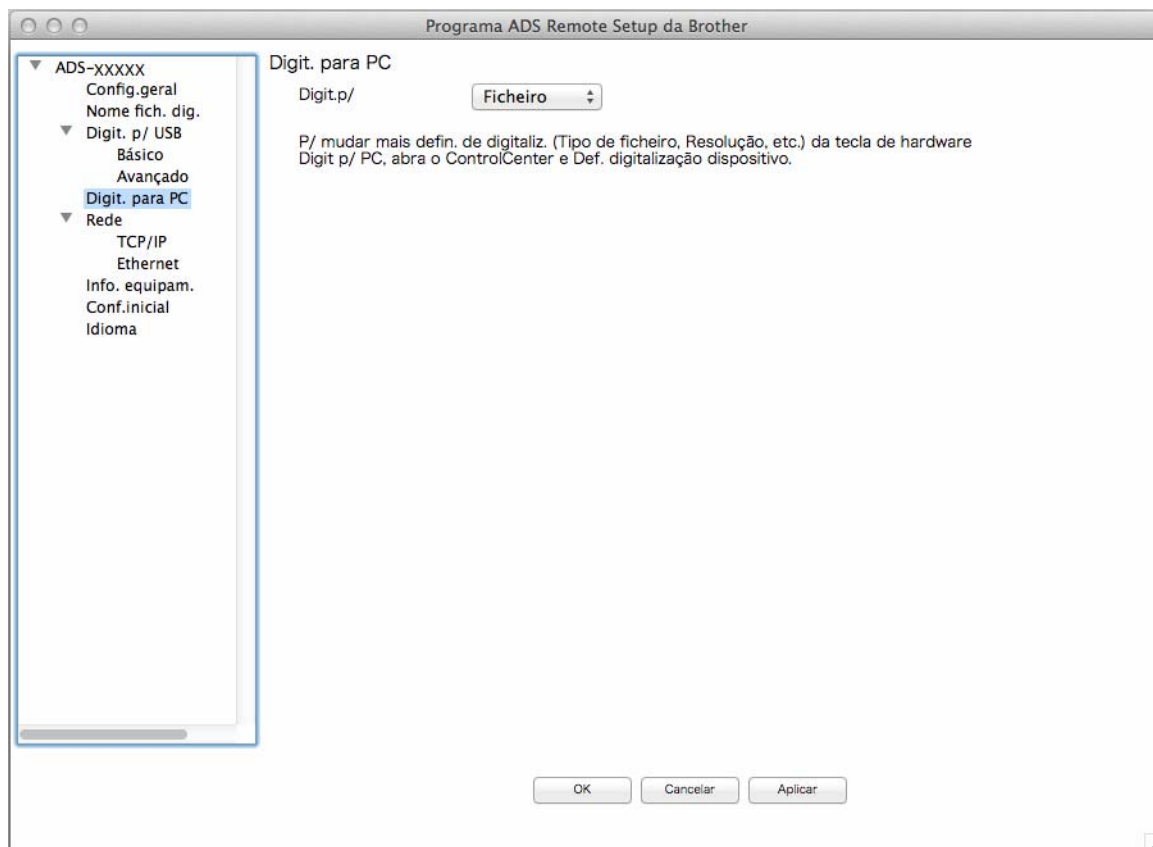 Programa ADS Remote Setup da Brother
ADS-XXXXX
Config.geral
Nome fich. dig.
Digit. p/ USB
Básico
Avançado
Digit. para PC
Rede
TCP/IP
Ethernet
Info. equipam.
Conf.inicial
Idioma
Digit. para PC
Digit.p/
Ficheiro
P/ mudar mais defin. de digitaliz. (Tipo de ficheiro, Resolução, etc.) da tecla de hardware
Digit p/ PC, abra o ControlCenter e Def. digitalização dispositivo.
OK
Cancelar
Aplicar